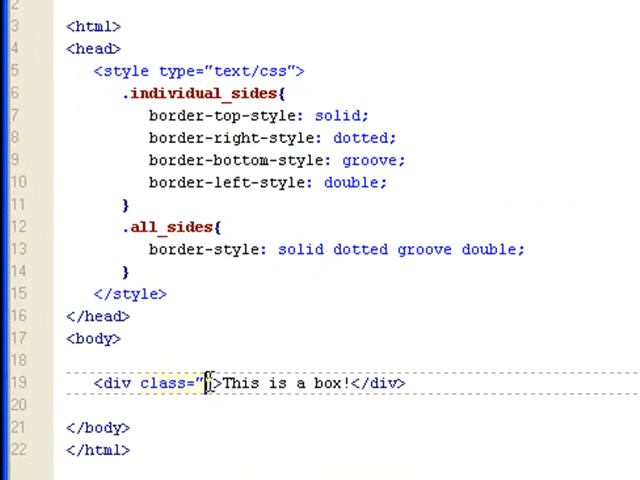 2
3 <html>
4 <head>
5 <style type="text/css">
6 .individual_sides{
7 border-top-style: solid;
8 border-right-style: dotted;
9 border-bottom-style: groove;
10 border-left-style: double;
11 }
12 .all_sides{
13 border-style: solid dotted groove double;
14 }
15 </style>
16 </head>
17 <body>
18
19 <div class="">This is a box!</div>
20
21 </body>
22 </html>